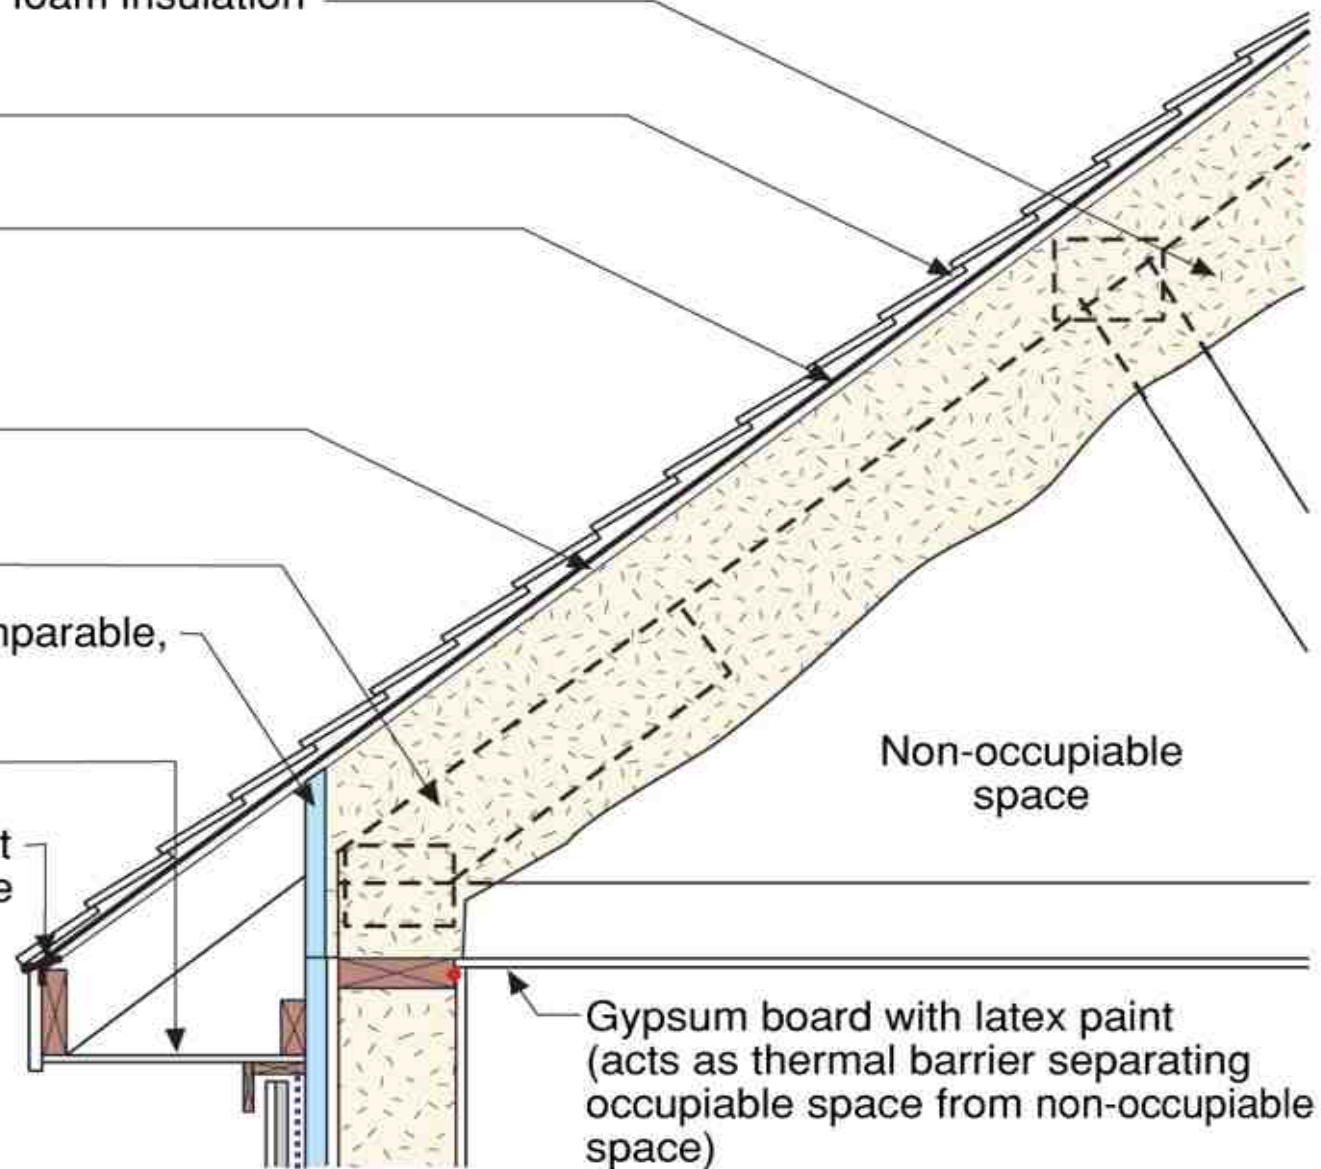 foam insulation
mparable,
t
e
Non-occupiable
space
Gypsum board with latex paint
(acts as thermal barrier separating
occupiable space from non-occupiable
space)